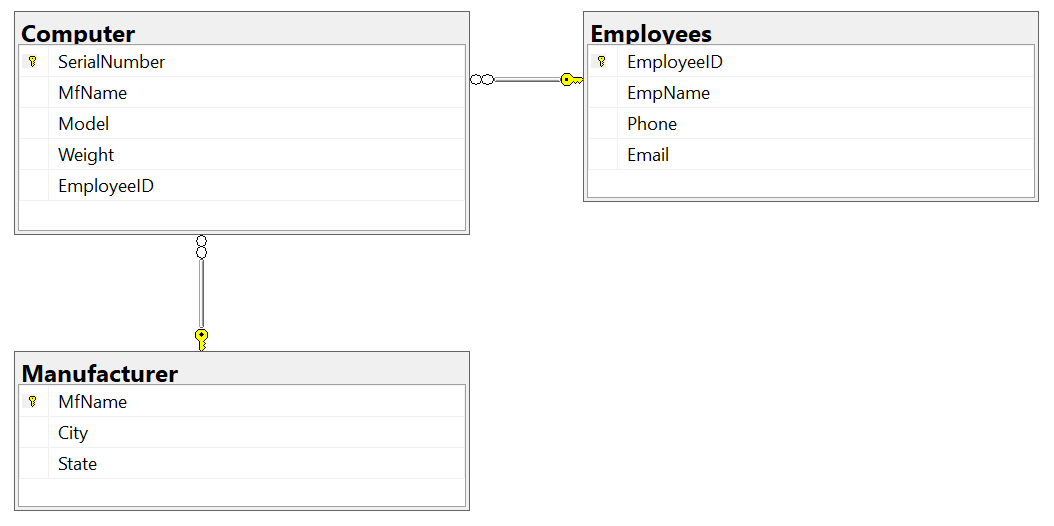 Computer
SerialNumber
MfName
Model
Weight
EmployeeID
Employees
EmployeeID
EmpName
Phone
Email
Manufacturer
MfName
City
State